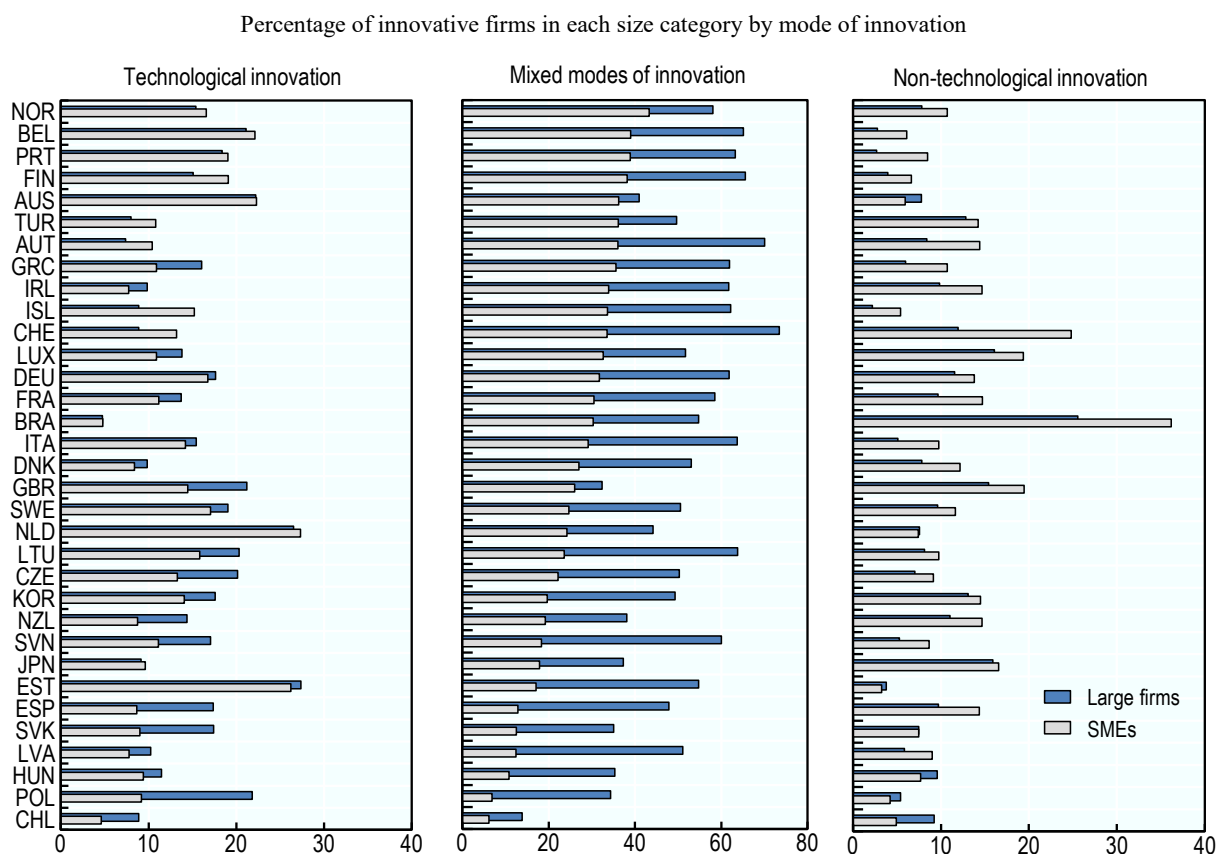 Percentage of innovative firms in each size category by mode of innovation
Technological innovation
Mixed modes of innovation
Non-technological innovation
NOR
BEL
PRT
FIN
AUS
TUR
AUT
GRC
IRL
ISL
CHE
LUX
DEU
FRA
BRA
ITA
DNK
GBR
SWE
NLD
LTU
CZE
KOR
NZL
SVN
JPN
EST
ESP
SVK
LVA
HUN
POL
CHL
Large firms
SMEs
0 10 20 30 40
0 20 40 60 80
0 10 20 30 40